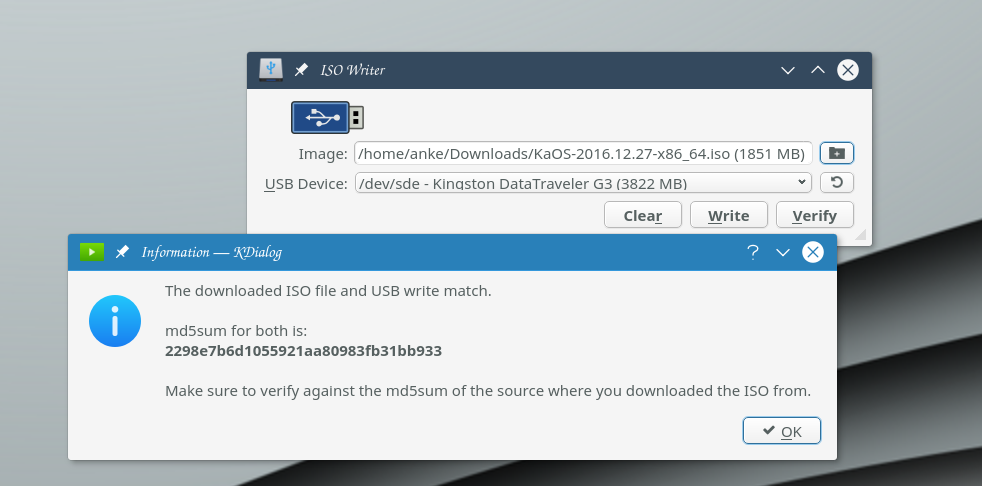 ISO Writer
Image: /home/anke/Downloads/KaOS-2016.12.27-x86_64.iso (1851 MB)
USB Device: /dev/sde - Kingston DataTraveler G3 (3822 MB)
Clear Write Verify
Information — KDialog
The downloaded ISO file and USB write match.
md5sum for both is:
2298e7b6d1055921aa80983fb31bb933
Make sure to verify against the md5sum of the source where you downloaded the ISO from.
OK